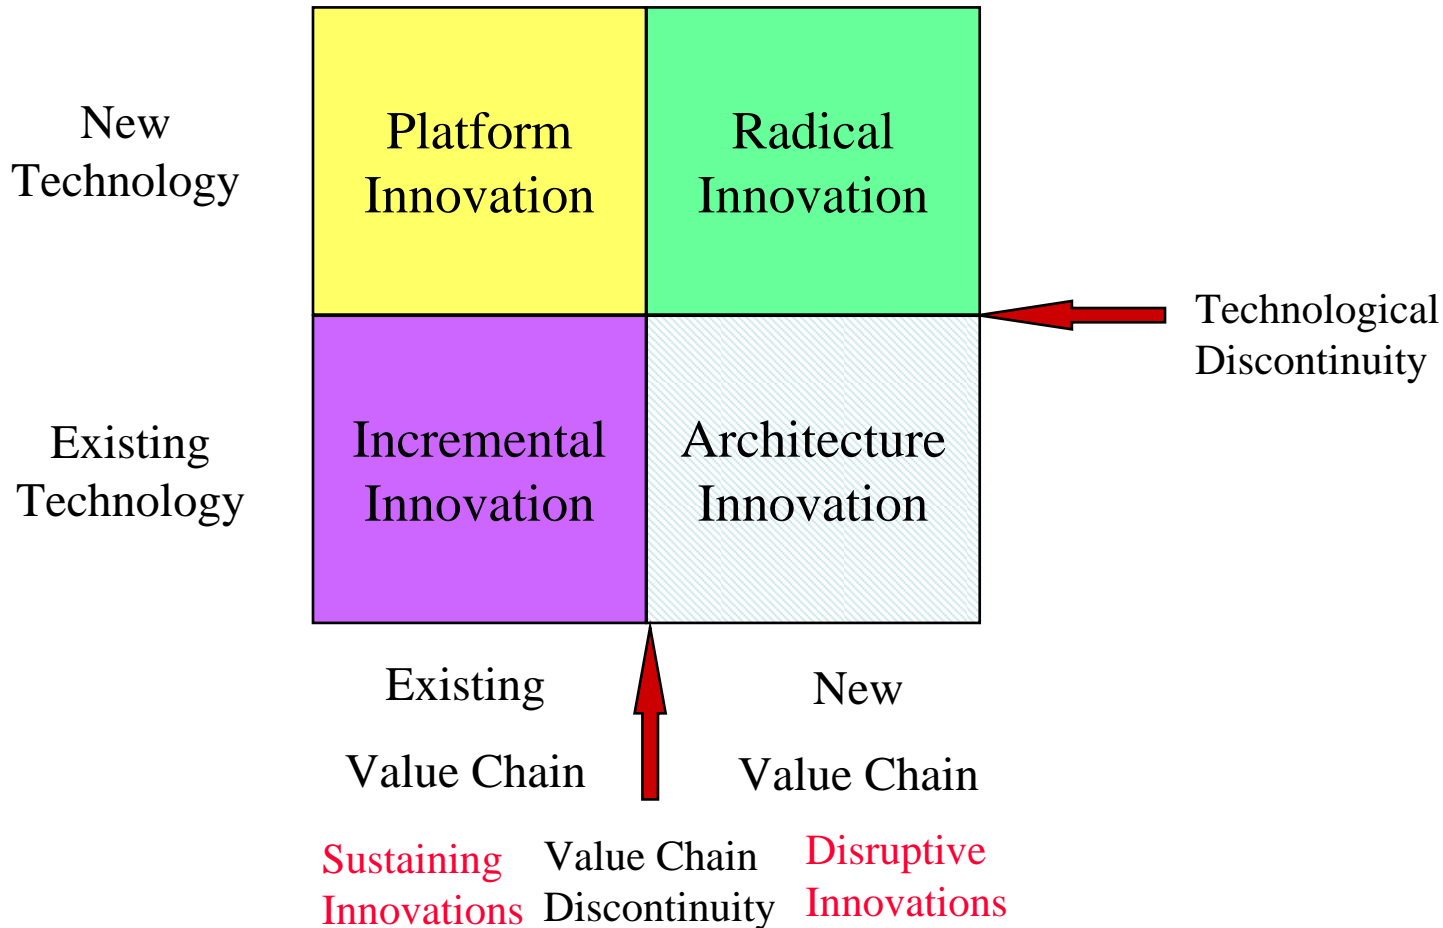 New
Technology
Platform
Innovation
Radical
Innovation
Technological
Discontinuity
Existing
Technology
Incremental
Innovation
Architecture
Innovation
Existing
Value Chain
New
Value Chain
Sustaining
Innovations
Value Chain
Discontinuity
Disruptive
Innovations